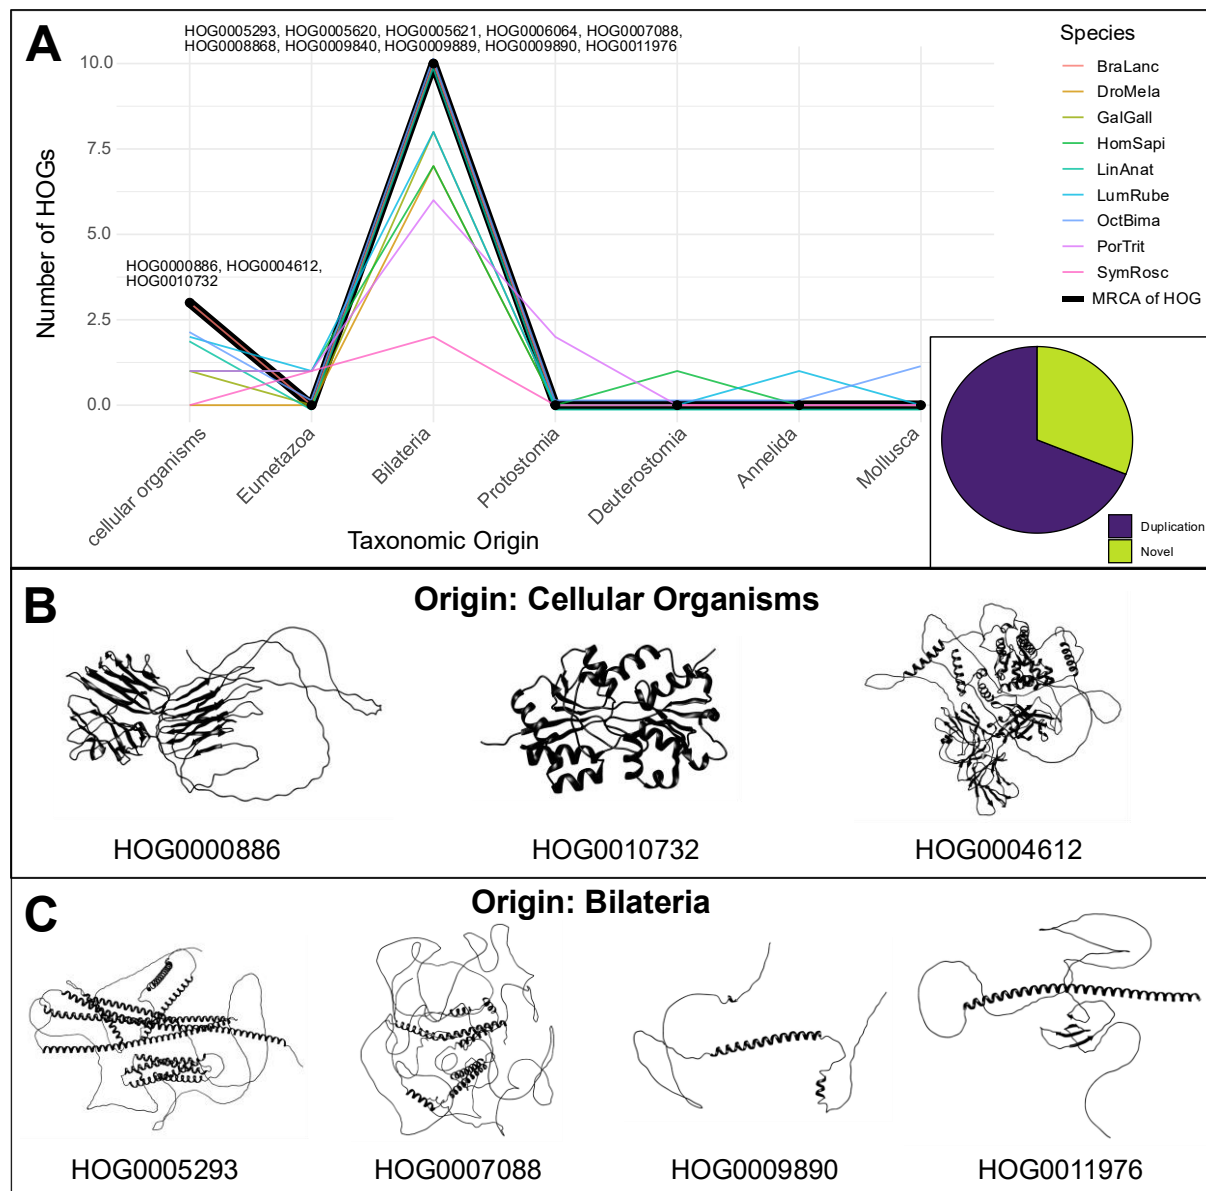 A
HOG0005293, HOG0005620, HOG0005621, HOG0006064, HOG0007088,
HOG0008868, HOG0009840, HOG0009889, HOG0009890, HOG0011976
HOG0000886, HOG0004612,
HOG0010732
Number of HOGs
10.0
7.5
5.0
2.5
0.0
cellular organisms
Eumetazoa
Bilateria
Protostomia
Deuterostomia
Annelida
Mollusca
Taxonomic Origin
Species
BraLanc
DroMela
GalGall
HomSapi
LinAnat
LumRube
OctBima
PorTrit
SymRosc
MRCA of HOG
Duplication
Novel
B
Origin: Cellular Organisms
HOG0000886
HOG0010732
HOG0004612
C
Origin: Bilateria
HOG0005293
HOG0007088
HOG0009890
HOG0011976